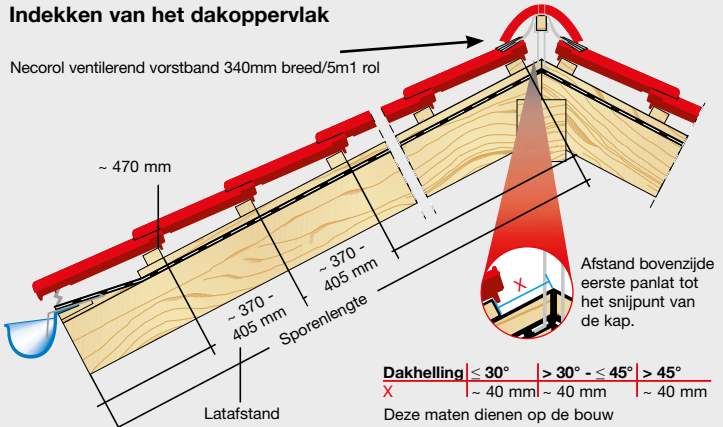 Indekken van het dakoppervlak
Necorol ventilerend vorstband 340mm breed/5m1 rol
~ 470 mm
~ 370 -
405 mm
~ 370 -
405 mm
Sporenlengte
Latafstand
X
Afstand bovenzijde
eerste panlat tot
het snijpunt van
de kap.
Dakhelling ≤ 30° > 30° - ≤ 45° > 45°
X ~ 40 mm ~ 40 mm ~ 40 mm
Deze maten dienen op de bouw